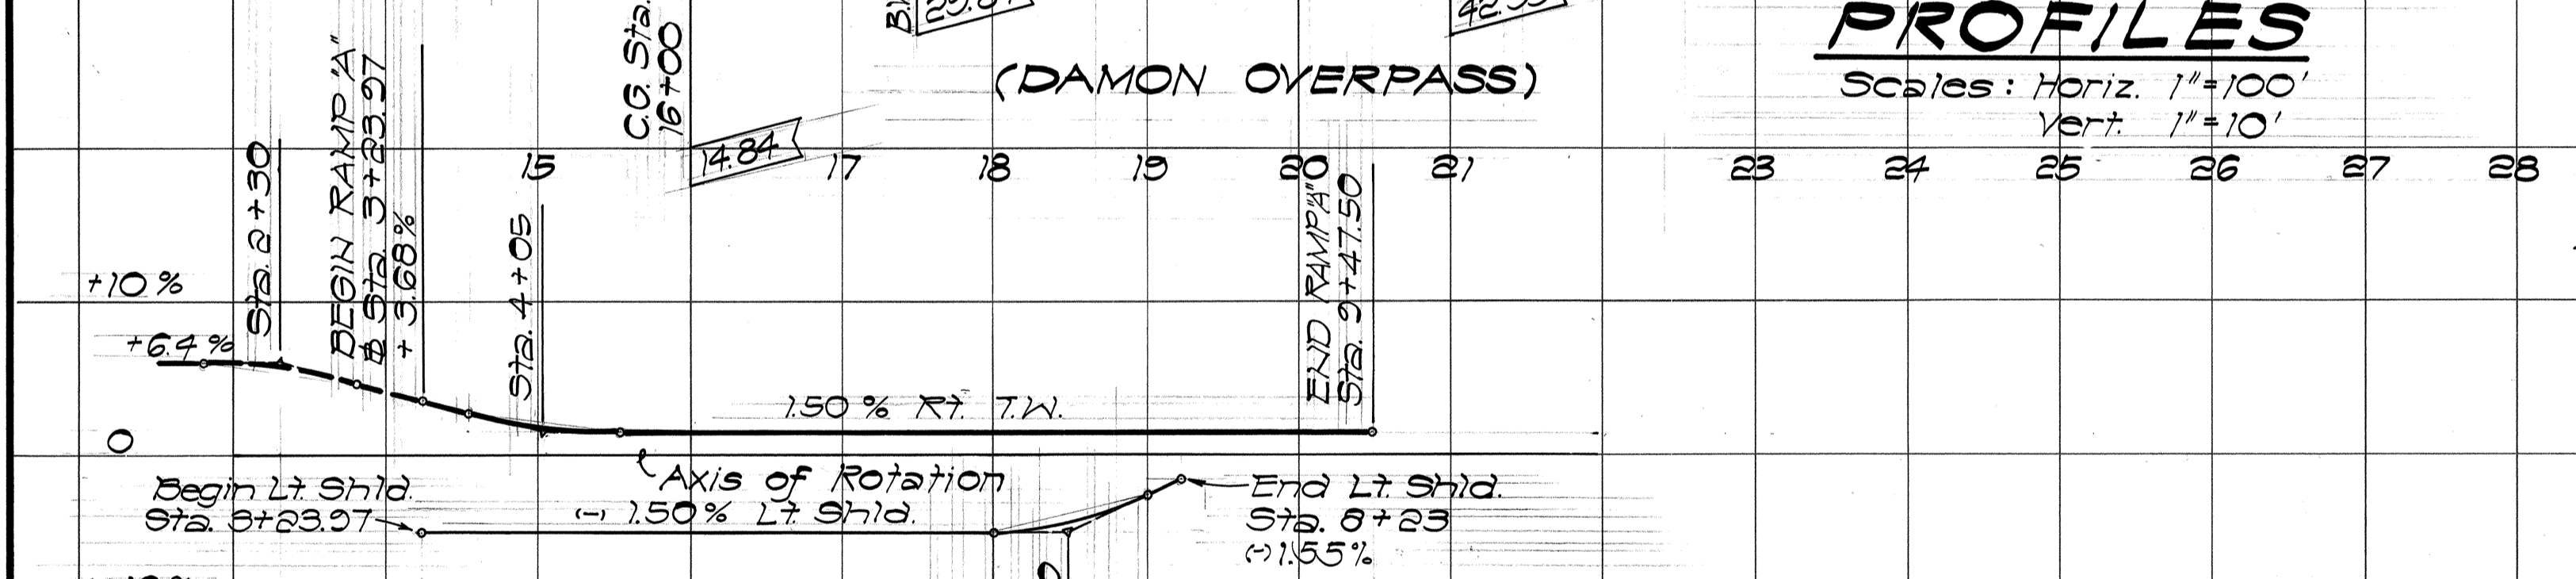 PROFILES
Scales: Horiz. 1"=100'
Vert. 1"=10'
(DAMON OVERPASS)
C.G. Sta.
16+00
14.84
15
17
18
19
20
21
23
24
25
26
27
28
Sta. 2+30
BEGIN RAMP "A"
Sta. 3+23.97
+ 3.68%
Sta. 4+05
END RAMP "A"
Sta. 9+47.50
+10%
+6.4%
1.50% Rt. T.W.
0
Axis of Rotation
Begin Lt. Shld.
Sta. 3+23.97
(-) 1.50% Lt. Shld.
End Lt. Shld.
Sta. 8+23
(-)1.55%